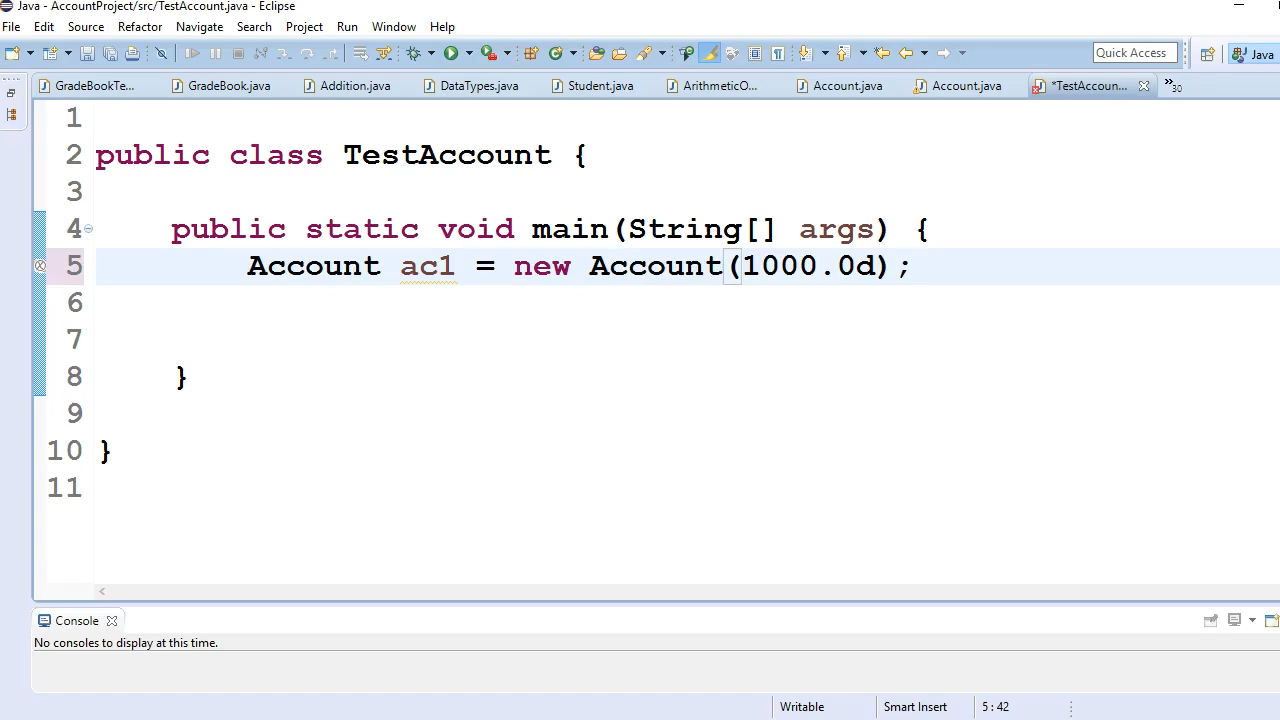 Java - AccountProject/src/TestAccount.java - Eclipse
File Edit Source Refactor Navigate Search Project Run Window Help
Quick Access Java
GradeBookTe... GradeBook.java Addition.java DataTypes.java Student.java ArithmeticO... Account.java Account.java *TestAccoun... »30
1
2 public class TestAccount {
3
4 public static void main(String[] args) {
5 Account ac1 = new Account(1000.0d);
6
7
8 }
9
10 }
11
Console
No consoles to display at this time.
Writable Smart Insert 5 : 42